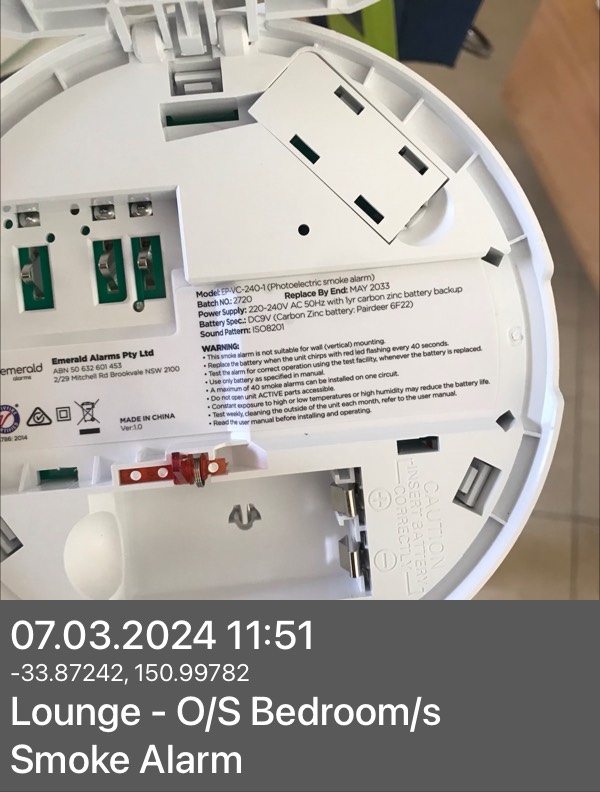 Model: EP-VC-240-1 (Photoelectric smoke alarm)
Batch NO.: 2720 Replace By End: MAY 2033
Power Supply: 220-240V AC 50Hz with 1yr carbon zinc battery backup
Battery Spec.: DC9V (Carbon Zinc battery: Pairdeer 6F22)
Sound Pattern: ISO8201
WARNING:
• This smoke alarm is not suitable for wall (vertical) mounting.
• Replace the battery when the unit chirps with red led flashing every 40 seconds.
• Test the alarm for correct operation using the test facility, whenever the battery is replaced.
• Use only battery as specified in manual.
• A maximum of 40 smoke alarms can be installed on one circuit.
• Do not open unit ACTIVE parts accessible.
• Constant exposure to high or low temperatures or high humidity may reduce the battery life.
• Test weekly, cleaning the outside of the unit each month, refer to the user manual.
• Read the user manual before installing and operating.
emerald
alarms
Emerald Alarms Pty Ltd
ABN 50 632 601 453
2/29 Mitchell Rd Brookvale NSW 2100
MADE IN CHINA
Ver:1.0
786: 2014
CAUTION
-INSERT BATTERY-
CORRECTLY
07.03.2024 11:51
-33.87242, 150.99782
Lounge - O/S Bedroom/s
Smoke Alarm